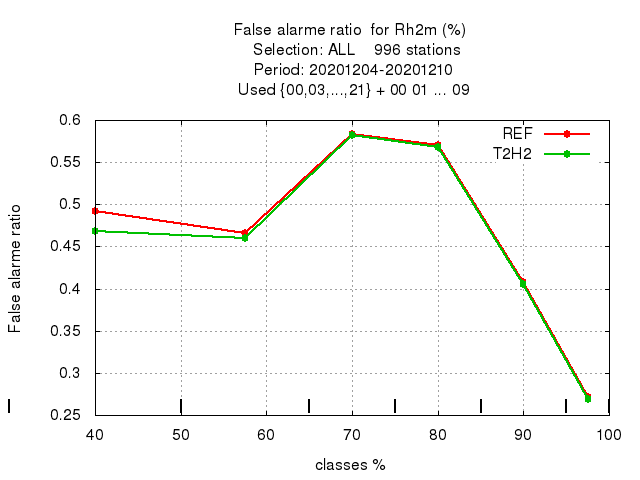 False alarme ratio  for Rh2m (%)
Selection: ALL    996 stations
Period: 20201204-20201210
Used {00,03,...,21} + 00 01 ... 09
REF
T2H2
False alarme ratio
0.6
0.55
0.5
0.45
0.4
0.35
0.3
0.25
40 50 60 70 80 90 100
classes %